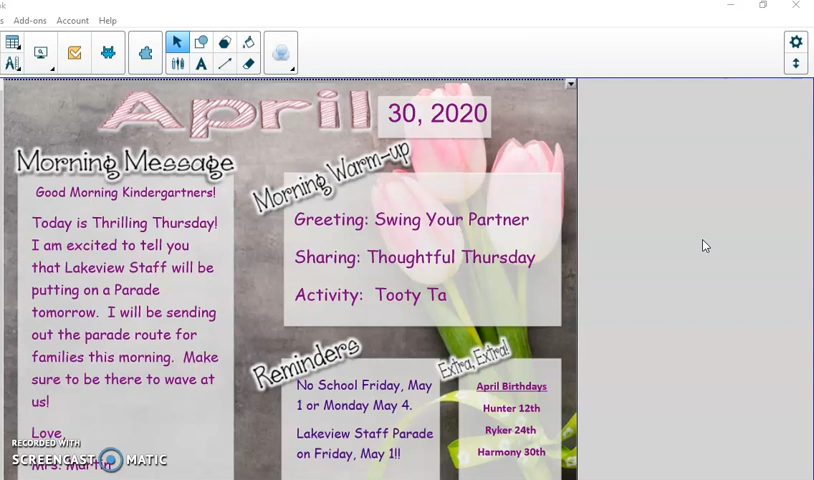 Add-ons Account Help
April 30, 2020
Morning Message
Good Morning Kindergartners!
Today is Thrilling Thursday!
I am excited to tell you
that Lakeview Staff will be
putting on a Parade
tomorrow. I will be sending
out the parade route for
families this morning. Make
sure to be there to wave at
us!
Love,
Mrs. Martin
Morning Warm-up
Greeting: Swing Your Partner
Sharing: Thoughtful Thursday
Activity: Tooty Ta
Reminders
No School Friday, May
1 or Monday May 4.
Lakeview Staff Parade
on Friday, May 1!!
Extra, Extra!
April Birthdays
Hunter 12th
Ryker 24th
Harmony 30th
RECORDED WITH
SCREENCAST MATIC